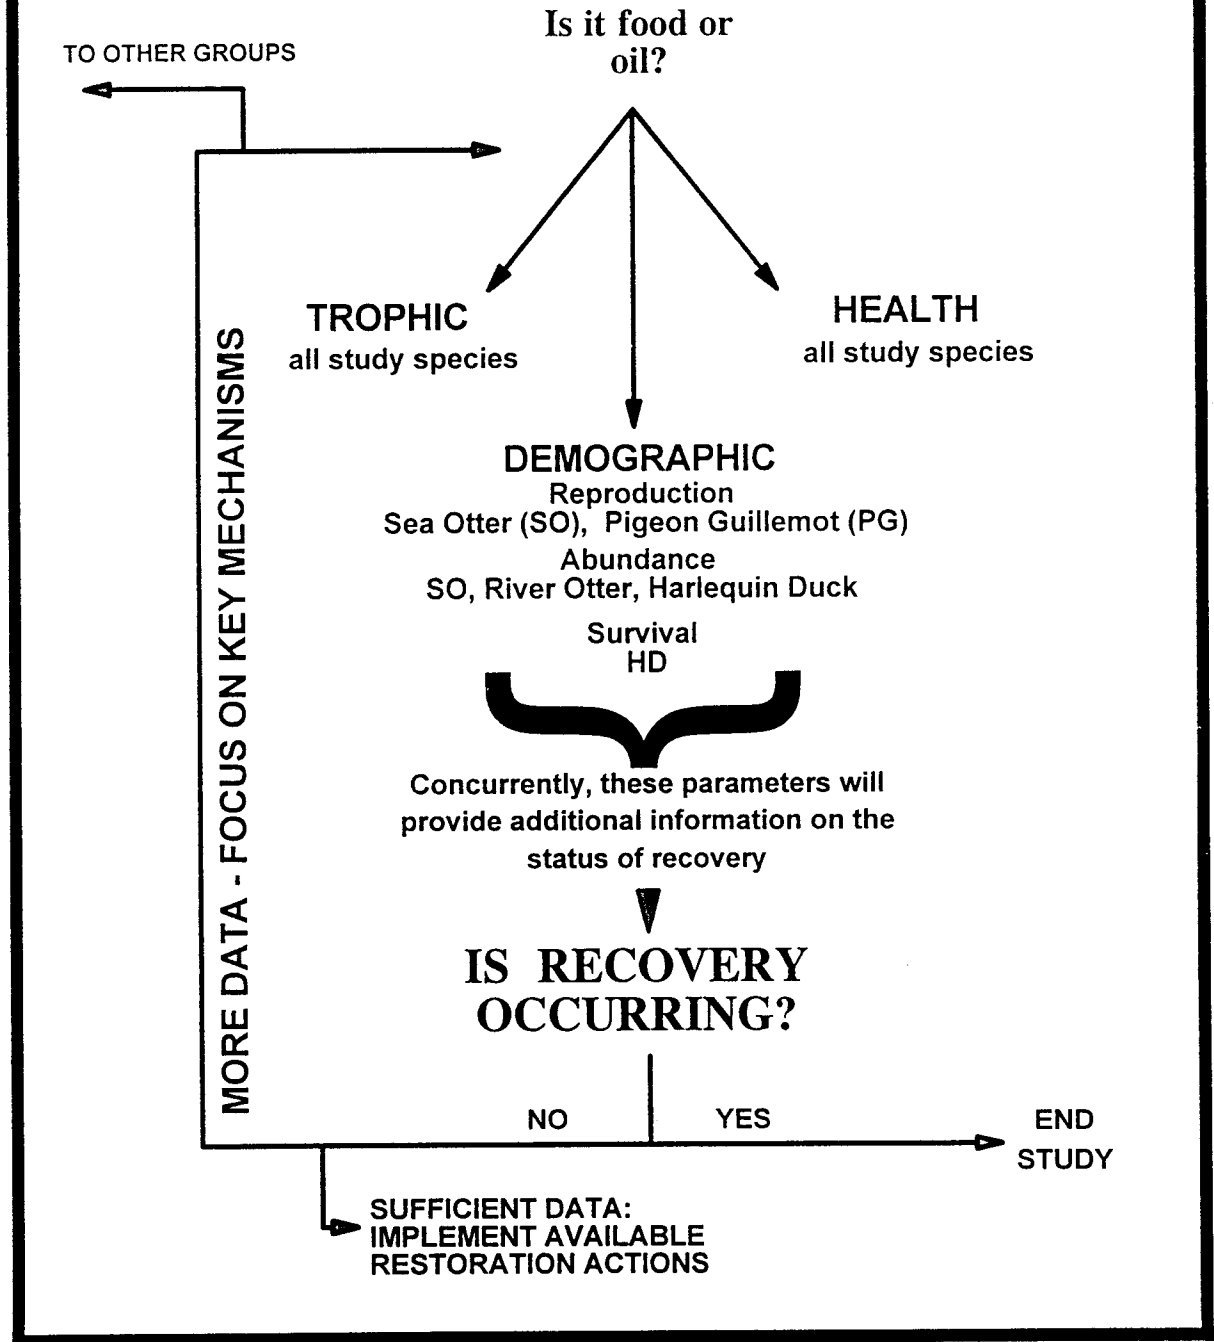 Is it food or
oil?
TO OTHER GROUPS
TROPHIC
all study species
HEALTH
all study species
DEMOGRAPHIC
Reproduction
Sea Otter (SO), Pigeon Guillemot (PG)
Abundance
SO, River Otter, Harlequin Duck
Survival
HD
MORE DATA - FOCUS ON KEY MECHANISMS
Concurrently, these parameters will
provide additional information on the
status of recovery
IS RECOVERY
OCCURRING?
NO
YES
END
STUDY
SUFFICIENT DATA:
IMPLEMENT AVAILABLE
RESTORATION ACTIONS